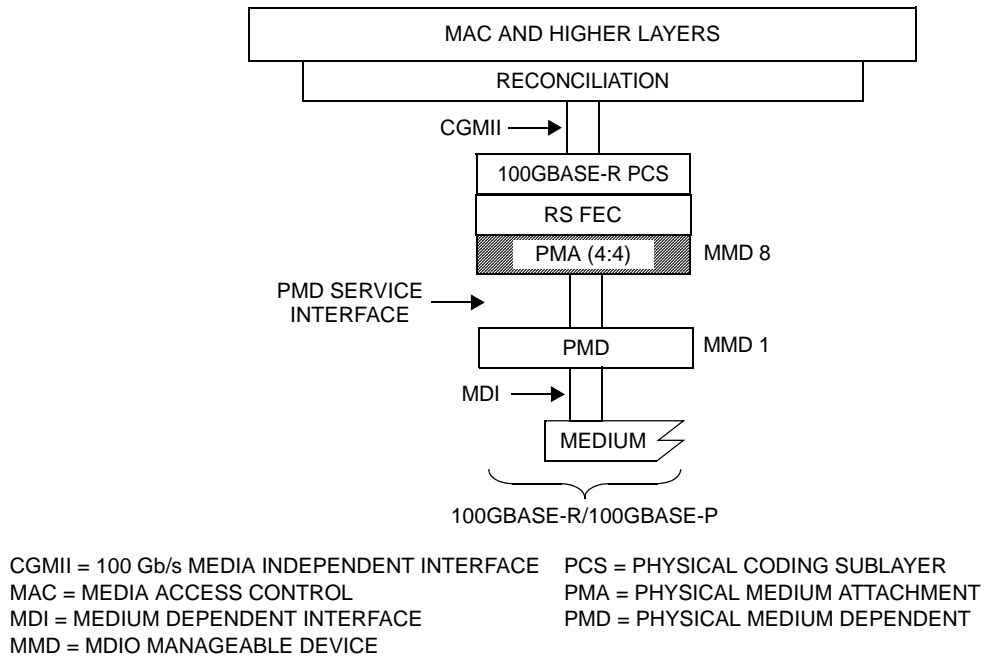 MAC AND HIGHER LAYERS
RECONCILIATION
CGMII
100GBASE-R PCS
RS FEC
PMA (4:4)
MMD 8
PMD SERVICE
INTERFACE
PMD
MMD 1
MDI
MEDIUM
100GBASE-R/100GBASE-P
CGMII = 100 Gb/s MEDIA INDEPENDENT INTERFACE
MAC = MEDIA ACCESS CONTROL
MDI = MEDIUM DEPENDENT INTERFACE
MMD = MDIO MANAGEABLE DEVICE
PCS = PHYSICAL CODING SUBLAYER
PMA = PHYSICAL MEDIUM ATTACHMENT
PMD = PHYSICAL MEDIUM DEPENDENT